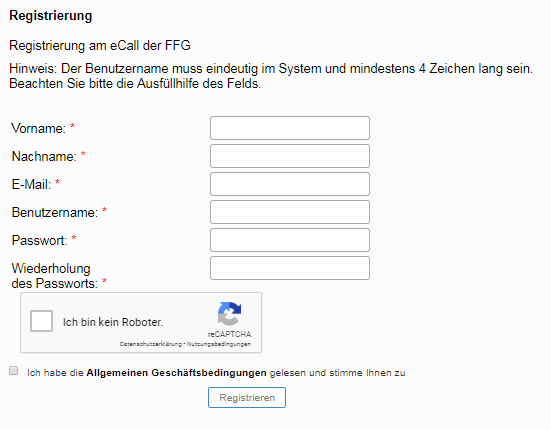 Registrierung
Registrierung am eCall der FFG
Hinweis: Der Benutzername muss eindeutig im System und mindestens 4 Zeichen lang sein.
Beachten Sie bitte die Ausfüllhilfe des Felds.
Vorname: *
Nachname: *
E-Mail: *
Benutzername: *
Passwort: *
Wiederholung
des Passworts: *
Ich bin kein Roboter.
reCAPTCHA
Datenschutzerklärung • Nutzungsbedingungen
Ich habe die Allgemeinen Geschäftsbedingungen gelesen und stimme Ihnen zu
Registrieren